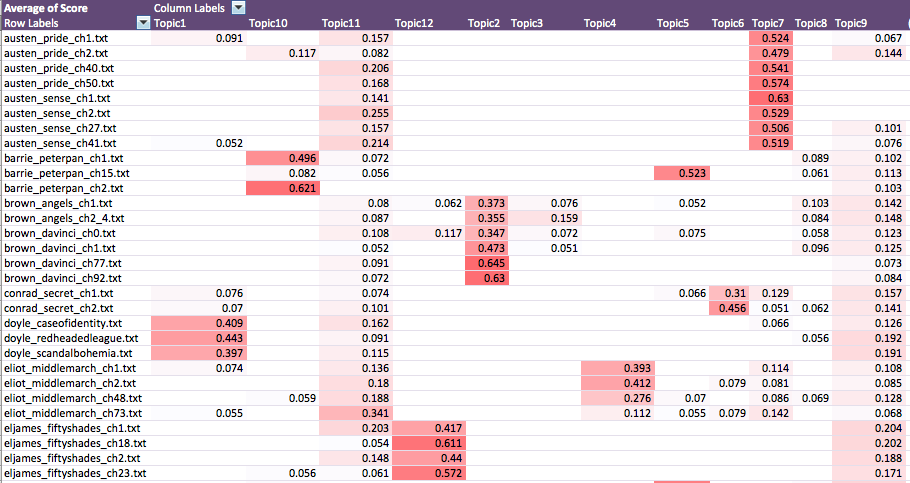 Average of Score Column Labels
Row Labels Topic1 Topic10 Topic11 Topic12 Topic2 Topic3 Topic4 Topic5 Topic6 Topic7 Topic8 Topic9
austen_pride_ch1.txt 0.091 0.157 0.524 0.067
austen_pride_ch2.txt 0.117 0.082 0.479 0.144
austen_pride_ch40.txt 0.206 0.541
austen_pride_ch50.txt 0.168 0.574
austen_sense_ch1.txt 0.141 0.63
austen_sense_ch2.txt 0.255 0.529
austen_sense_ch27.txt 0.157 0.506 0.101
austen_sense_ch41.txt 0.052 0.214 0.519 0.076
barrie_peterpan_ch1.txt 0.496 0.072 0.089 0.102
barrie_peterpan_ch15.txt 0.082 0.056 0.523 0.061 0.113
barrie_peterpan_ch2.txt 0.621 0.103
brown_angels_ch1.txt 0.08 0.062 0.373 0.076 0.052 0.103 0.142
brown_angels_ch2_4.txt 0.087 0.355 0.159 0.084 0.148
brown_davinci_ch0.txt 0.108 0.117 0.347 0.072 0.075 0.058 0.123
brown_davinci_ch1.txt 0.052 0.473 0.051 0.096 0.125
brown_davinci_ch77.txt 0.091 0.645 0.073
brown_davinci_ch92.txt 0.072 0.63 0.084
conrad_secret_ch1.txt 0.076 0.074 0.066 0.31 0.129 0.157
conrad_secret_ch2.txt 0.07 0.101 0.456 0.051 0.062 0.141
doyle_caseofidentity.txt 0.409 0.162 0.066 0.126
doyle_redheadedleague.txt 0.443 0.091 0.056 0.192
doyle_scandalbohemia.txt 0.397 0.115 0.191
eliot_middlemarch_ch1.txt 0.074 0.136 0.393 0.114 0.108
eliot_middlemarch_ch2.txt 0.18 0.412 0.079 0.081 0.085
eliot_middlemarch_ch48.txt 0.059 0.188 0.276 0.07 0.086 0.069 0.128
eliot_middlemarch_ch73.txt 0.055 0.341 0.112 0.055 0.079 0.142 0.068
eljames_fiftyshades_ch1.txt 0.203 0.417 0.204
eljames_fiftyshades_ch18.txt 0.054 0.611 0.202
eljames_fiftyshades_ch2.txt 0.148 0.44 0.188
eljames_fiftyshades_ch23.txt 0.056 0.061 0.572 0.171